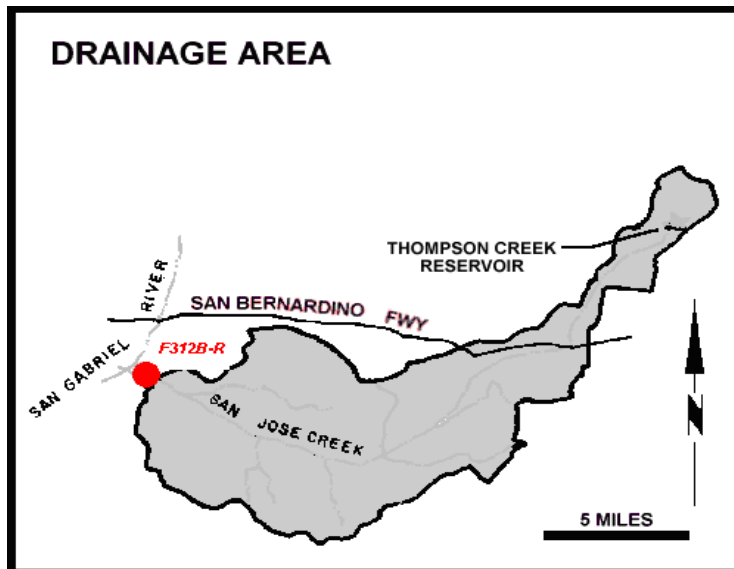 DRAINAGE AREA
THOMPSON CREEK
RESERVOIR
SAN BERNARDINO FWY
SAN GABRIEL RIVER
F312B-R
SAN JOSE CREEK
N
5 MILES